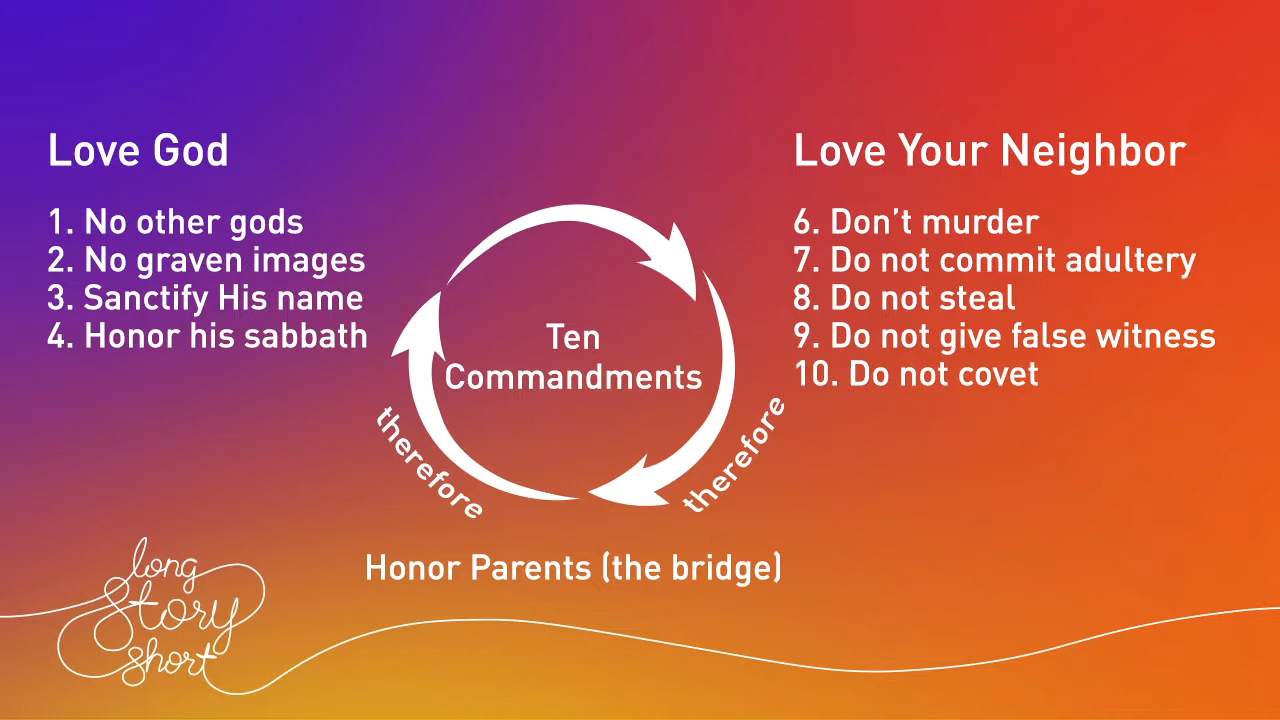 Love God
1. No other gods
2. No graven images
3. Sanctify His name
4. Honor his sabbath
Ten
Commandments
therefore
therefore
Love Your Neighbor
6. Don’t murder
7. Do not commit adultery
8. Do not steal
9. Do not give false witness
10. Do not covet
Honor Parents (the bridge)
long
story
short